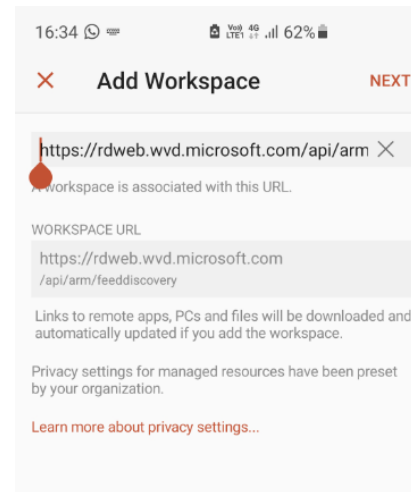 16:34 Vo)) LTE1 4G 62%
Add Workspace NEXT
https://rdweb.wvd.microsoft.com/api/arm
A workspace is associated with this URL.
WORKSPACE URL
https://rdweb.wvd.microsoft.com
/api/arm/feeddiscovery
Links to remote apps, PCs and files will be downloaded and
automatically updated if you add the workspace.
Privacy settings for managed resources have been preset
by your organization.
Learn more about privacy settings...